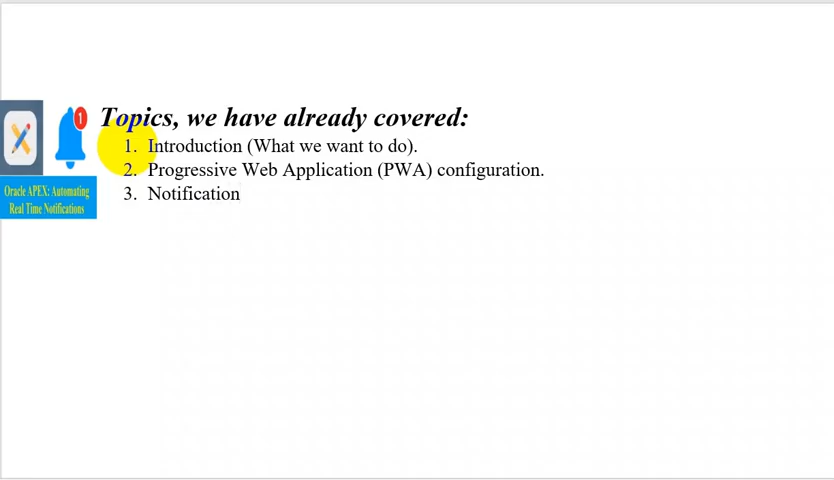 1
Topics, we have already covered:
1. Introduction (What we want to do).
2. Progressive Web Application (PWA) configuration.
3. Notification
Oracle APEX: Automating
Real Time Notifications